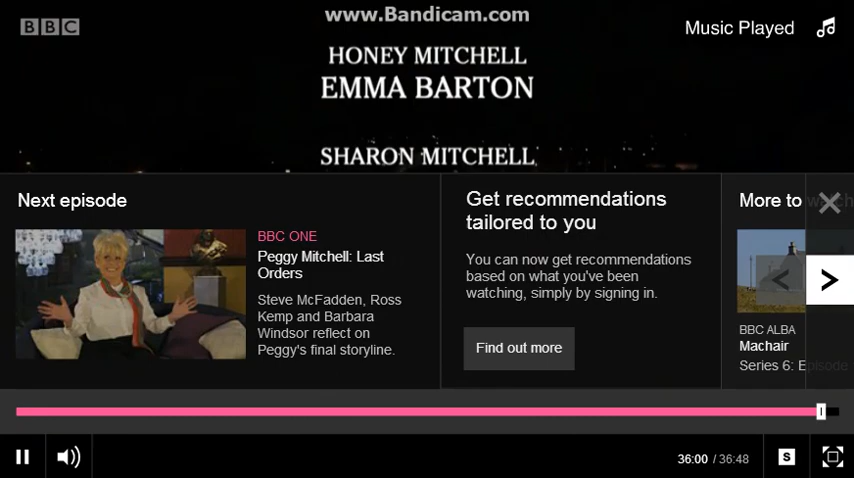 www.Bandicam.com
BBC
Music Played
HONEY MITCHELL
EMMA BARTON
SHARON MITCHELL
Next episode
BBC ONE
Peggy Mitchell: Last
Orders
Steve McFadden, Ross
Kemp and Barbara
Windsor reflect on
Peggy's final storyline.
Get recommendations
tailored to you
You can now get recommendations
based on what you've been
watching, simply by signing in.
Find out more
More to watch
BBC ALBA
Machair
Series 6: Episode
36:00 / 36:48
S